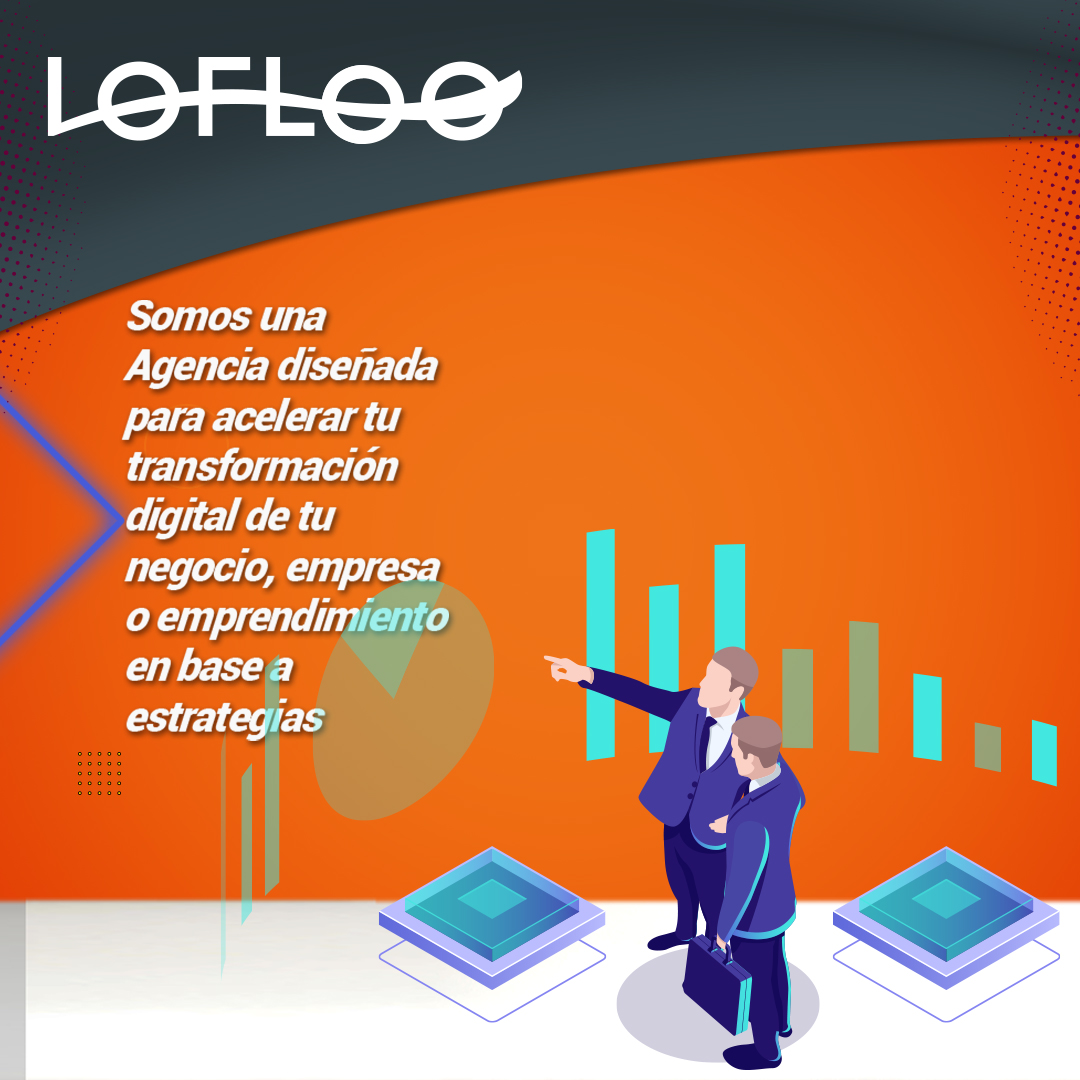 LOFLOO
Somos una
Agencia diseñada
para acelerar tu
transformación
digital de tu
negocio, empresa
o emprendimiento
en base a
estrategias